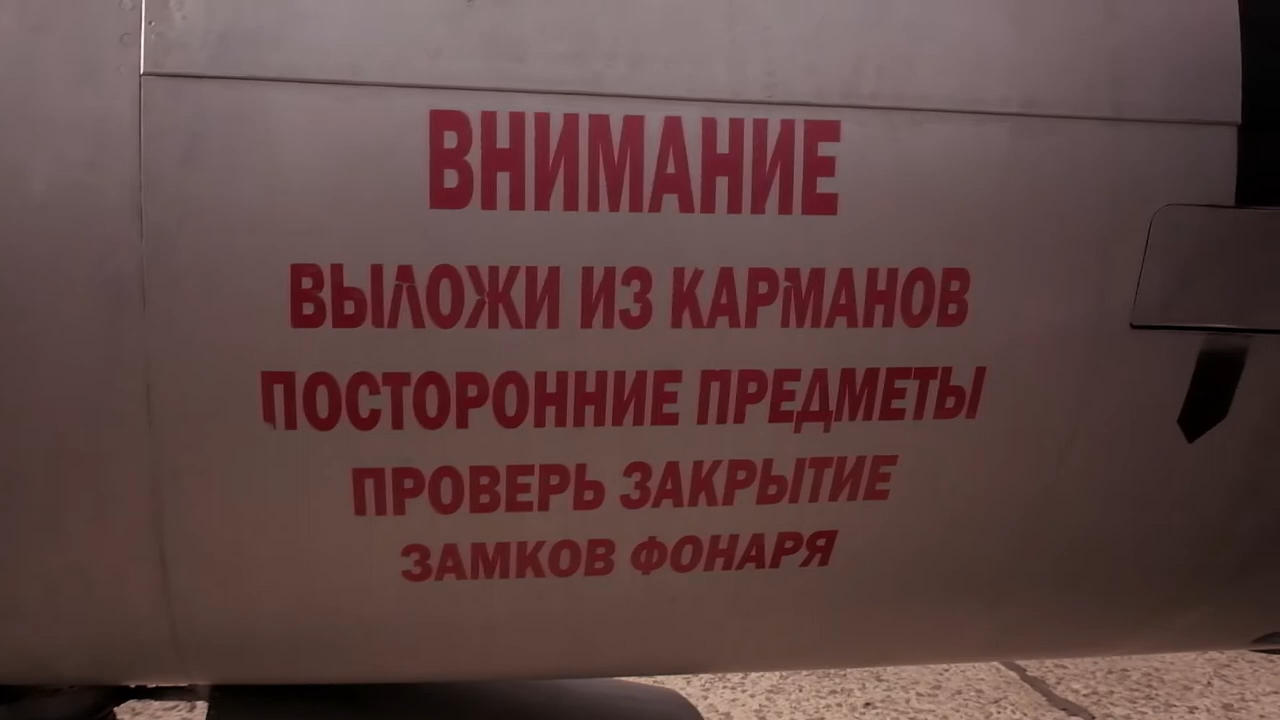 ВНИМАНИЕ
ВЫЛОЖИ ИЗ КАРМАНОВ
ПОСТОРОННИЕ ПРЕДМЕТЫ
ПРОВЕРЬ ЗАКРЫТИЕ
ЗАМКОВ ФОНАРЯ